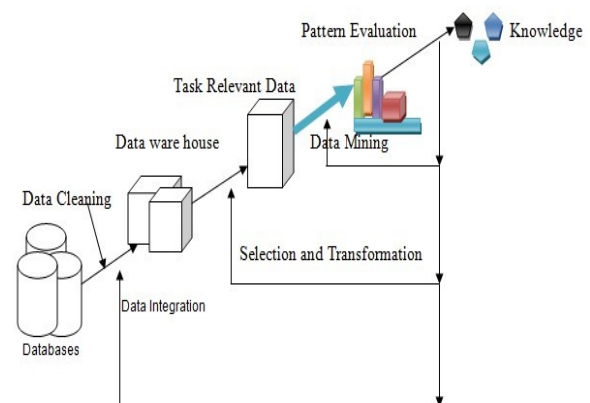 Pattern Evaluation
Knowledge
Task Relevant Data
Data ware house
Data Mining
Data Cleaning
Selection and Transformation
Data Integration
Databases